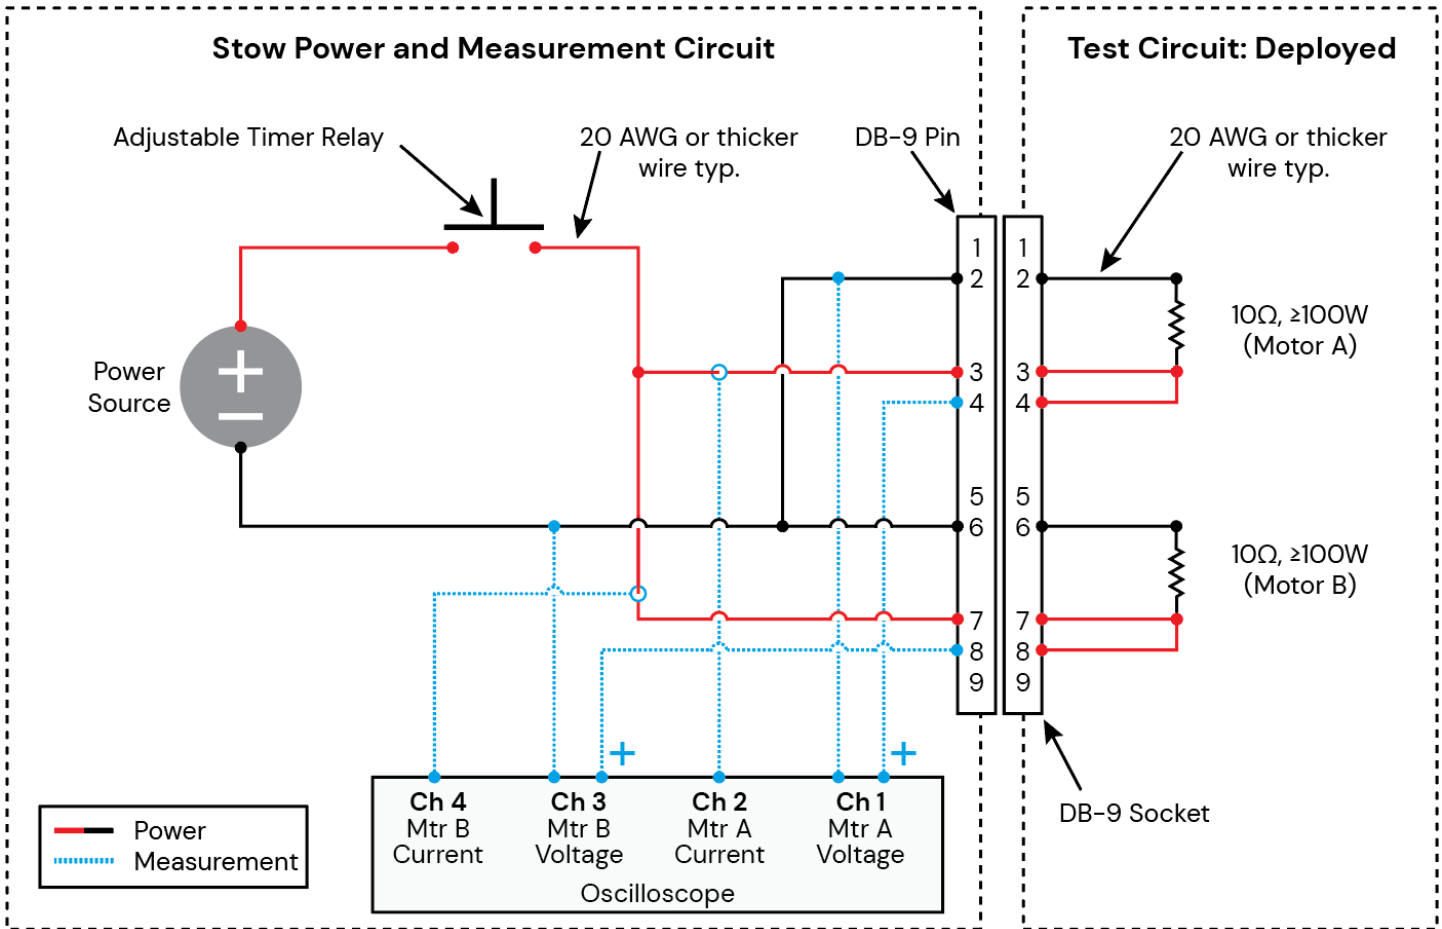 Stow Power and Measurement Circuit
Test Circuit: Deployed
Adjustable Timer Relay
20 AWG or thicker
wire typ.
DB-9 Pin
20 AWG or thicker
wire typ.
Power
Source
1
2
3
4
5
6
7
8
9
1
2
3
4
5
6
7
8
9
10Ω, ≥100W
(Motor A)
10Ω, ≥100W
(Motor B)
DB-9 Socket
+
+
Ch 4
Mtr B
Current
Ch 3
Mtr B
Voltage
Ch 2
Mtr A
Current
Ch 1
Mtr A
Voltage
Oscilloscope
Power
Measurement